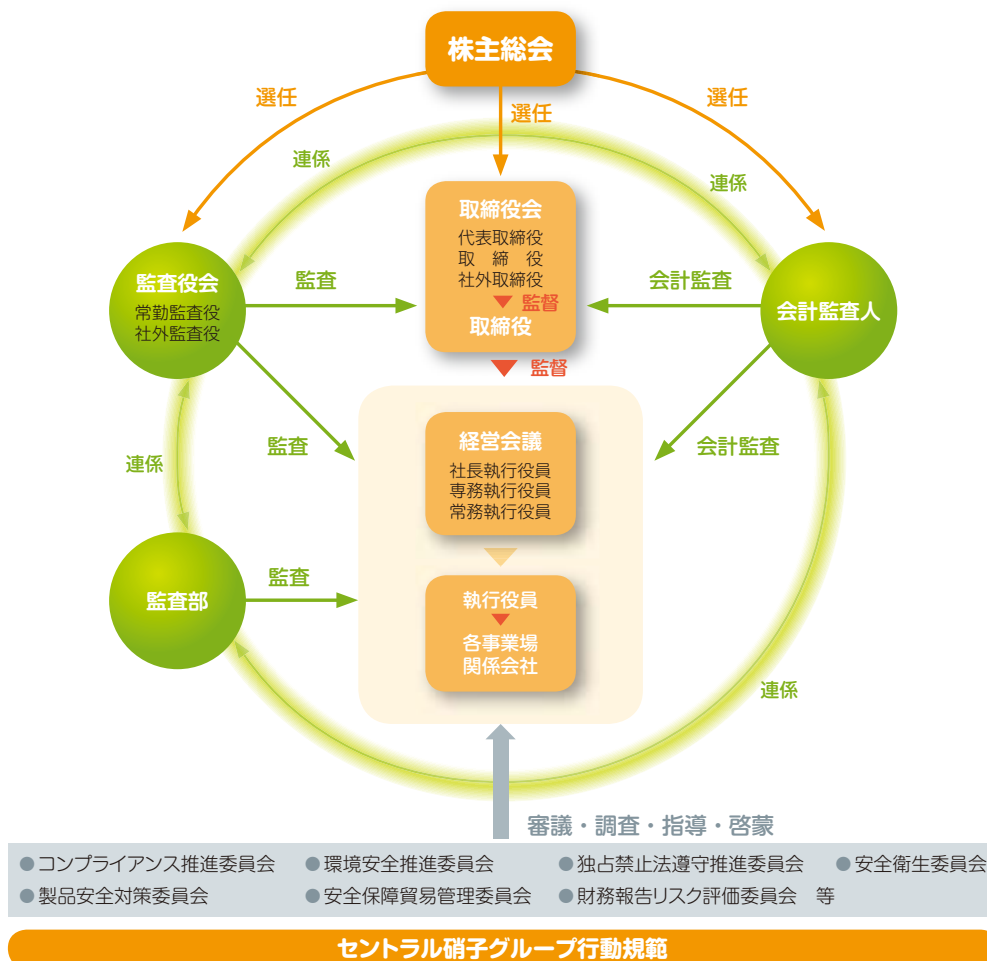 株主総会
選任
選任
選任
連係
連係
取締役会
代表取締役
取　締　役
社外取締役
監督
取締役
監査役会
常勤監査役
社外監査役
監査
会計監査
会計監査人
監督
監査
会計監査
経営会議
社長執行役員
専務執行役員
常務執行役員
連係
監査部
監査
執行役員
各事業場
関係会社
連係
審議・調査・指導・啓蒙
●コンプライアンス推進委員会　●環境安全推進委員会　●独占禁止法遵守推進委員会　●安全衛生委員会
●製品安全対策委員会　●安全保障貿易管理委員会　●財務報告リスク評価委員会　等
セントラル硝子グループ行動規範